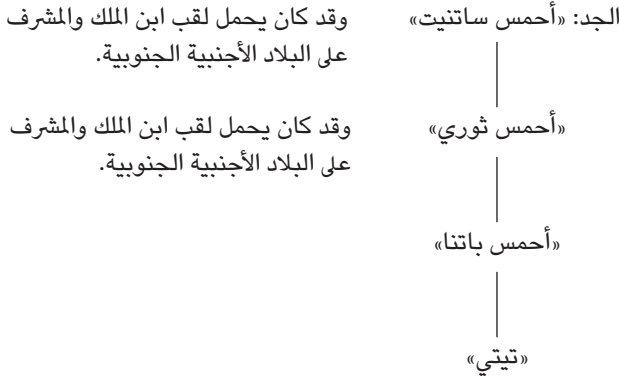 الجد: «أحمس ساتنيت» وقد كان يحمل لقب ابن الملك والمشرف
على البلاد الأجنبية الجنوبية.
«أحمس ثوري» وقد كان يحمل لقب ابن الملك والمشرف
على البلاد الأجنبية الجنوبية.
«أحمس باتنا»
«تيتي»